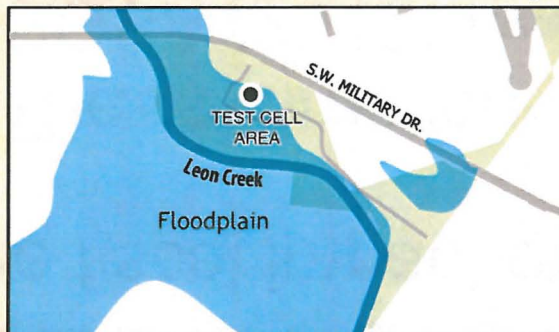 S.W. MILITARY DR.
TEST CELL
AREA
Leon Creek
Floodplain